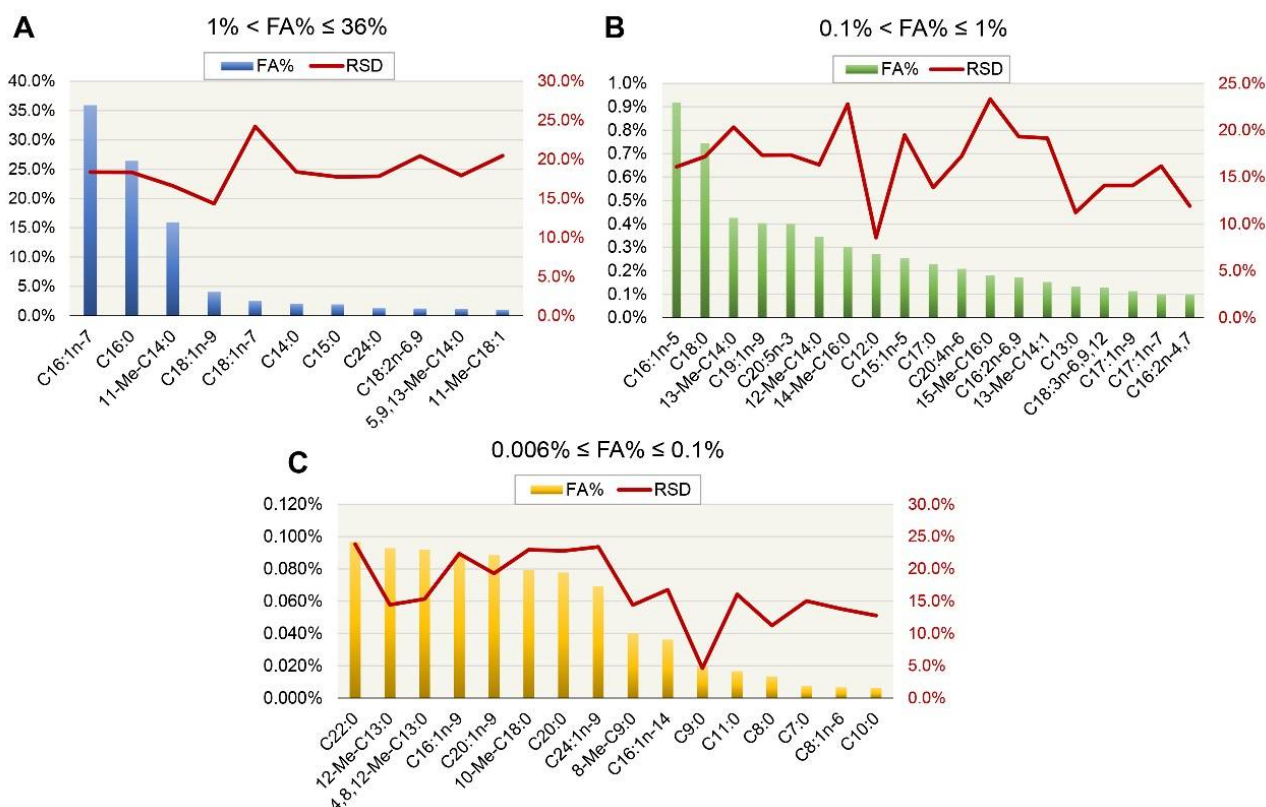 A
1% < FA% ≤ 36%
FA% RSD
40.0%
35.0%
30.0%
25.0%
20.0%
15.0%
10.0%
5.0%
0.0%
30.0%
25.0%
20.0%
15.0%
10.0%
5.0%
0.0%
C16:1n-7
C16:0
11-Me-C14:0
C18:1n-9
C18:1n-7
C14:0
C15:0
C24:0
C18:2n-6,9
5,9,13-Me-C14:0
11-Me-C18:1
B
0.1% < FA% ≤ 1%
FA% RSD
1.0%
0.9%
0.8%
0.7%
0.6%
0.5%
0.4%
0.3%
0.2%
0.1%
0.0%
25.0%
20.0%
15.0%
10.0%
5.0%
0.0%
C16:1n-5
C18:0
13-Me-C14:0
C19:1n-9
C20:5n-3
12-Me-C14:0
14-Me-C16:0
C12:0
C15:1n-5
C17:0
C20:4n-6
15-Me-C16:0
C16:2n-6,9
13-Me-C14:1
C13:0
C18:3n-6,9,12
C17:1n-9
C17:1n-7
C16:2n-4,7
C
0.006% ≤ FA% ≤ 0.1%
FA% RSD
0.120%
0.100%
0.080%
0.060%
0.040%
0.020%
0.000%
30.0%
25.0%
20.0%
15.0%
10.0%
5.0%
0.0%
C22:0
12-Me-C13:0
4,8,12-Me-C13:0
C16:1n-9
C20:1n-9
10-Me-C18:0
C20:0
C24:1n-9
8-Me-C9:0
C16:1n-14
C9:0
C11:0
C8:0
C7:0
C8:1n-6
C10:0